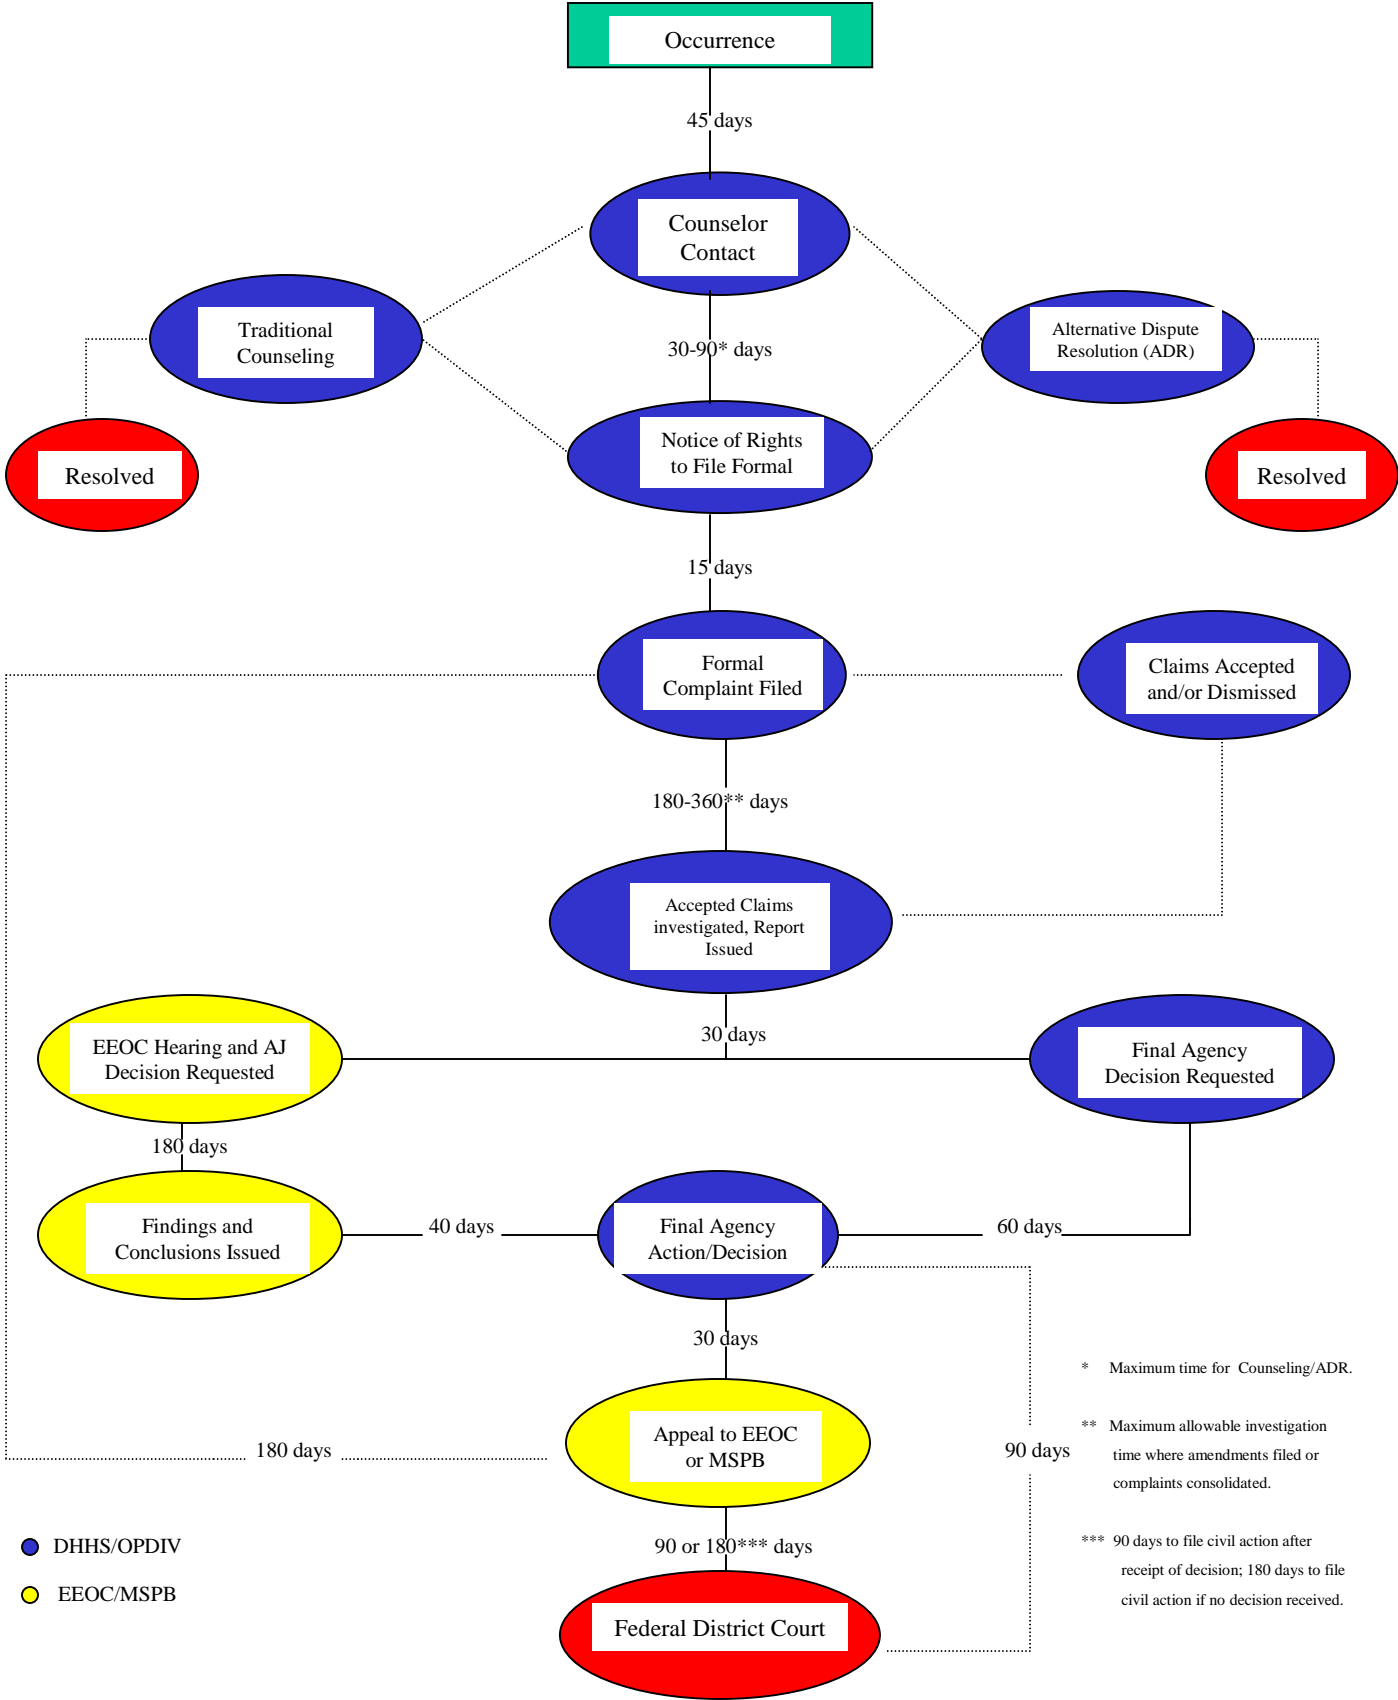 Occurrence
45 days
Counselor
Contact
Traditional
Counseling
30-90* days
Alternative Dispute
Resolution (ADR)
Resolved
Notice of Rights
to File Formal
Resolved
15 days
Formal
Complaint Filed
Claims Accepted
and/or Dismissed
180-360** days
Accepted Claims
investigated, Report
Issued
30 days
EEOC Hearing and AJ
Decision Requested
Final Agency
Decision Requested
180 days
Findings and
Conclusions Issued
40 days
Final Agency
Action/Decision
60 days
30 days
Appeal to EEOC
or MSPB
180 days
90 days
* Maximum time for Counseling/ADR.
** Maximum allowable investigation
time where amendments filed or
complaints consolidated.
*** 90 days to file civil action after
receipt of decision; 180 days to file
civil action if no decision received.
90 or 180*** days
DHHS/OPDIV
EEOC/MSPB
Federal District Court